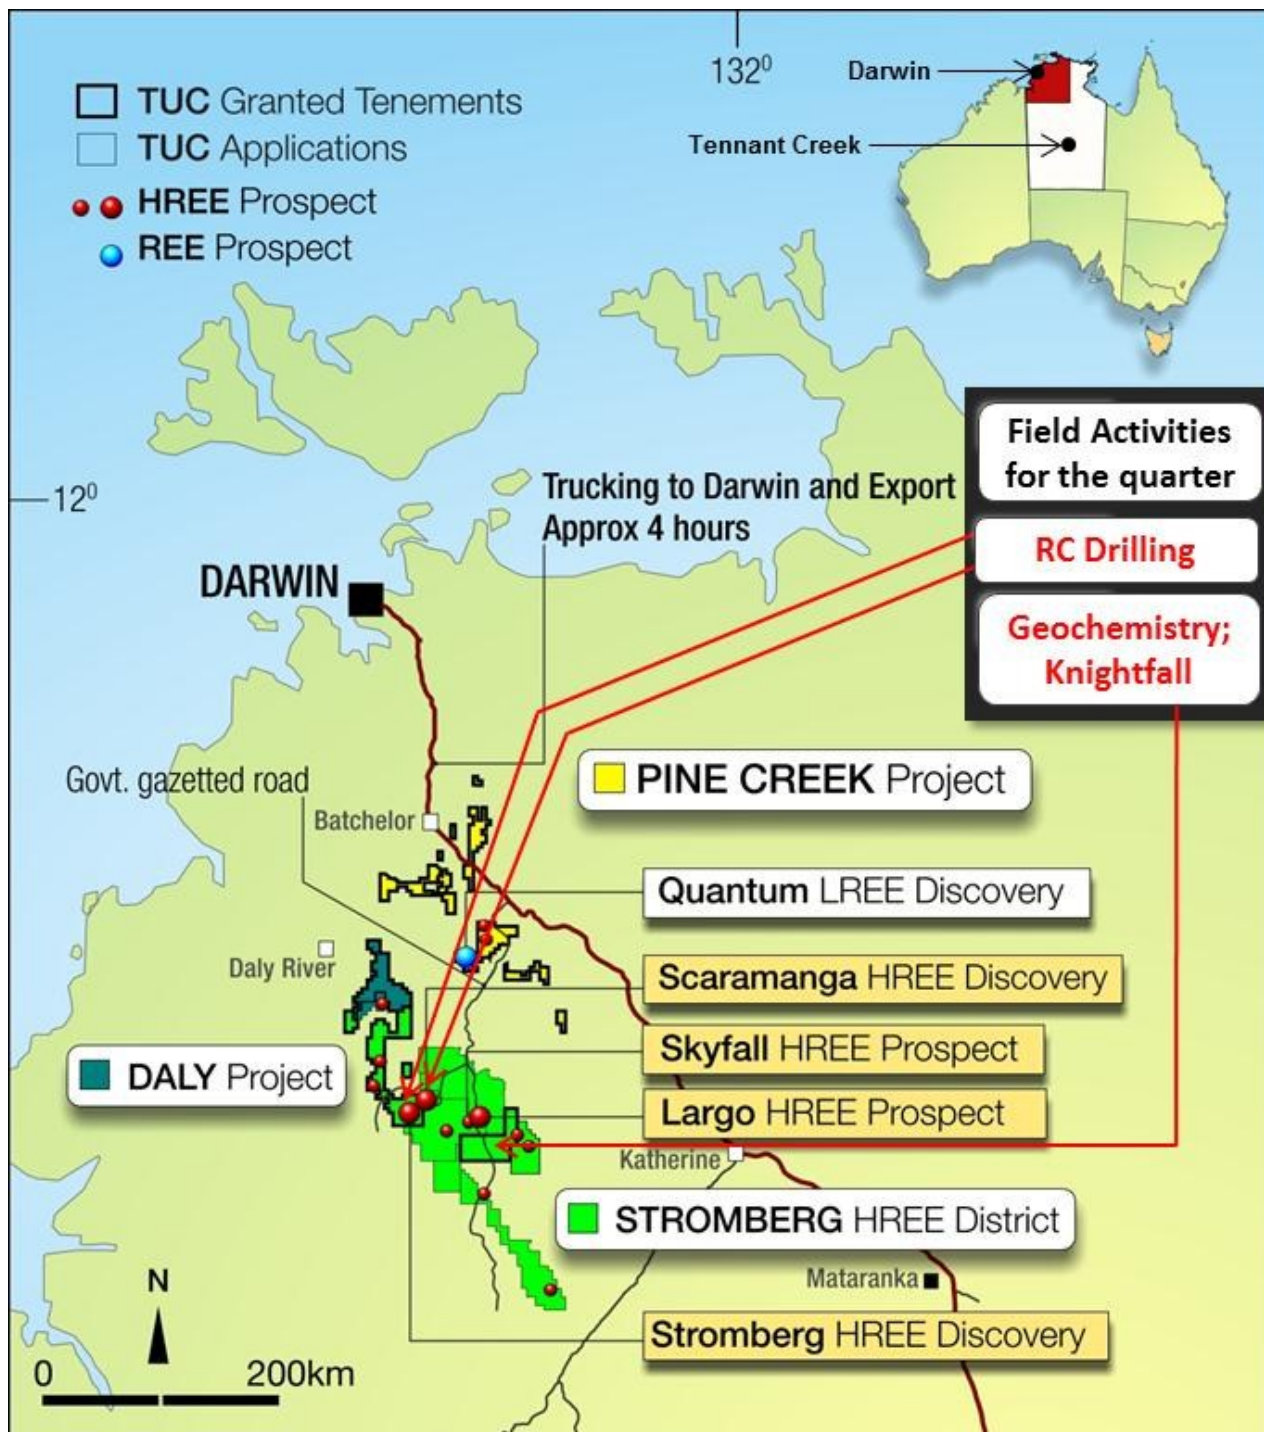 132⁰
Darwin
Tennant Creek
TUC Granted Tenements
TUC Applications
HREE Prospect
REE Prospect
Field Activities
for the quarter
RC Drilling
Geochemistry;
Knightfall
12⁰
Trucking to Darwin and Export
Approx 4 hours
DARWIN
PINE CREEK Project
Govt. gazetted road
Batchelor
Quantum LREE Discovery
Daly River
Scaramanga HREE Discovery
Skyfall HREE Prospect
DALY Project
Largo HREE Prospect
Katherine
STROMBERG HREE District
Mataranka
N
Stromberg HREE Discovery
0 200km